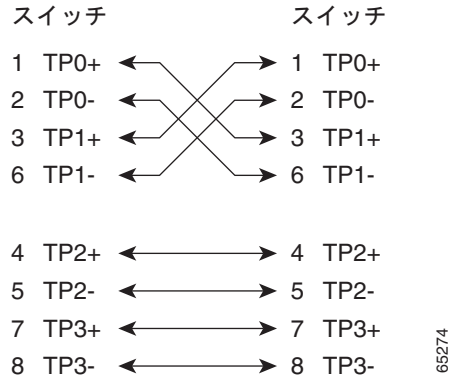 スイッチ スイッチ
1 TP0+ 1 TP0+
2 TP0- 2 TP0-
3 TP1+ 3 TP1+
6 TP1- 6 TP1-
4 TP2+ 4 TP2+
5 TP2- 5 TP2-
7 TP3+ 7 TP3+
8 TP3- 8 TP3-
65274